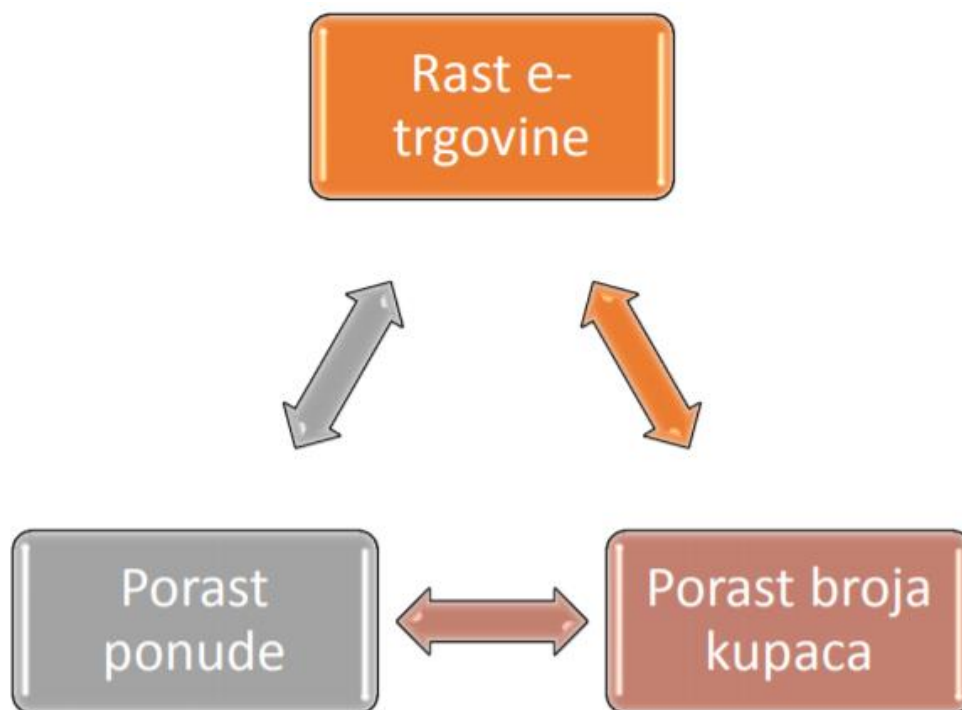 Rast e-
trgovine
Porast
ponude
Porast broja
kupaca